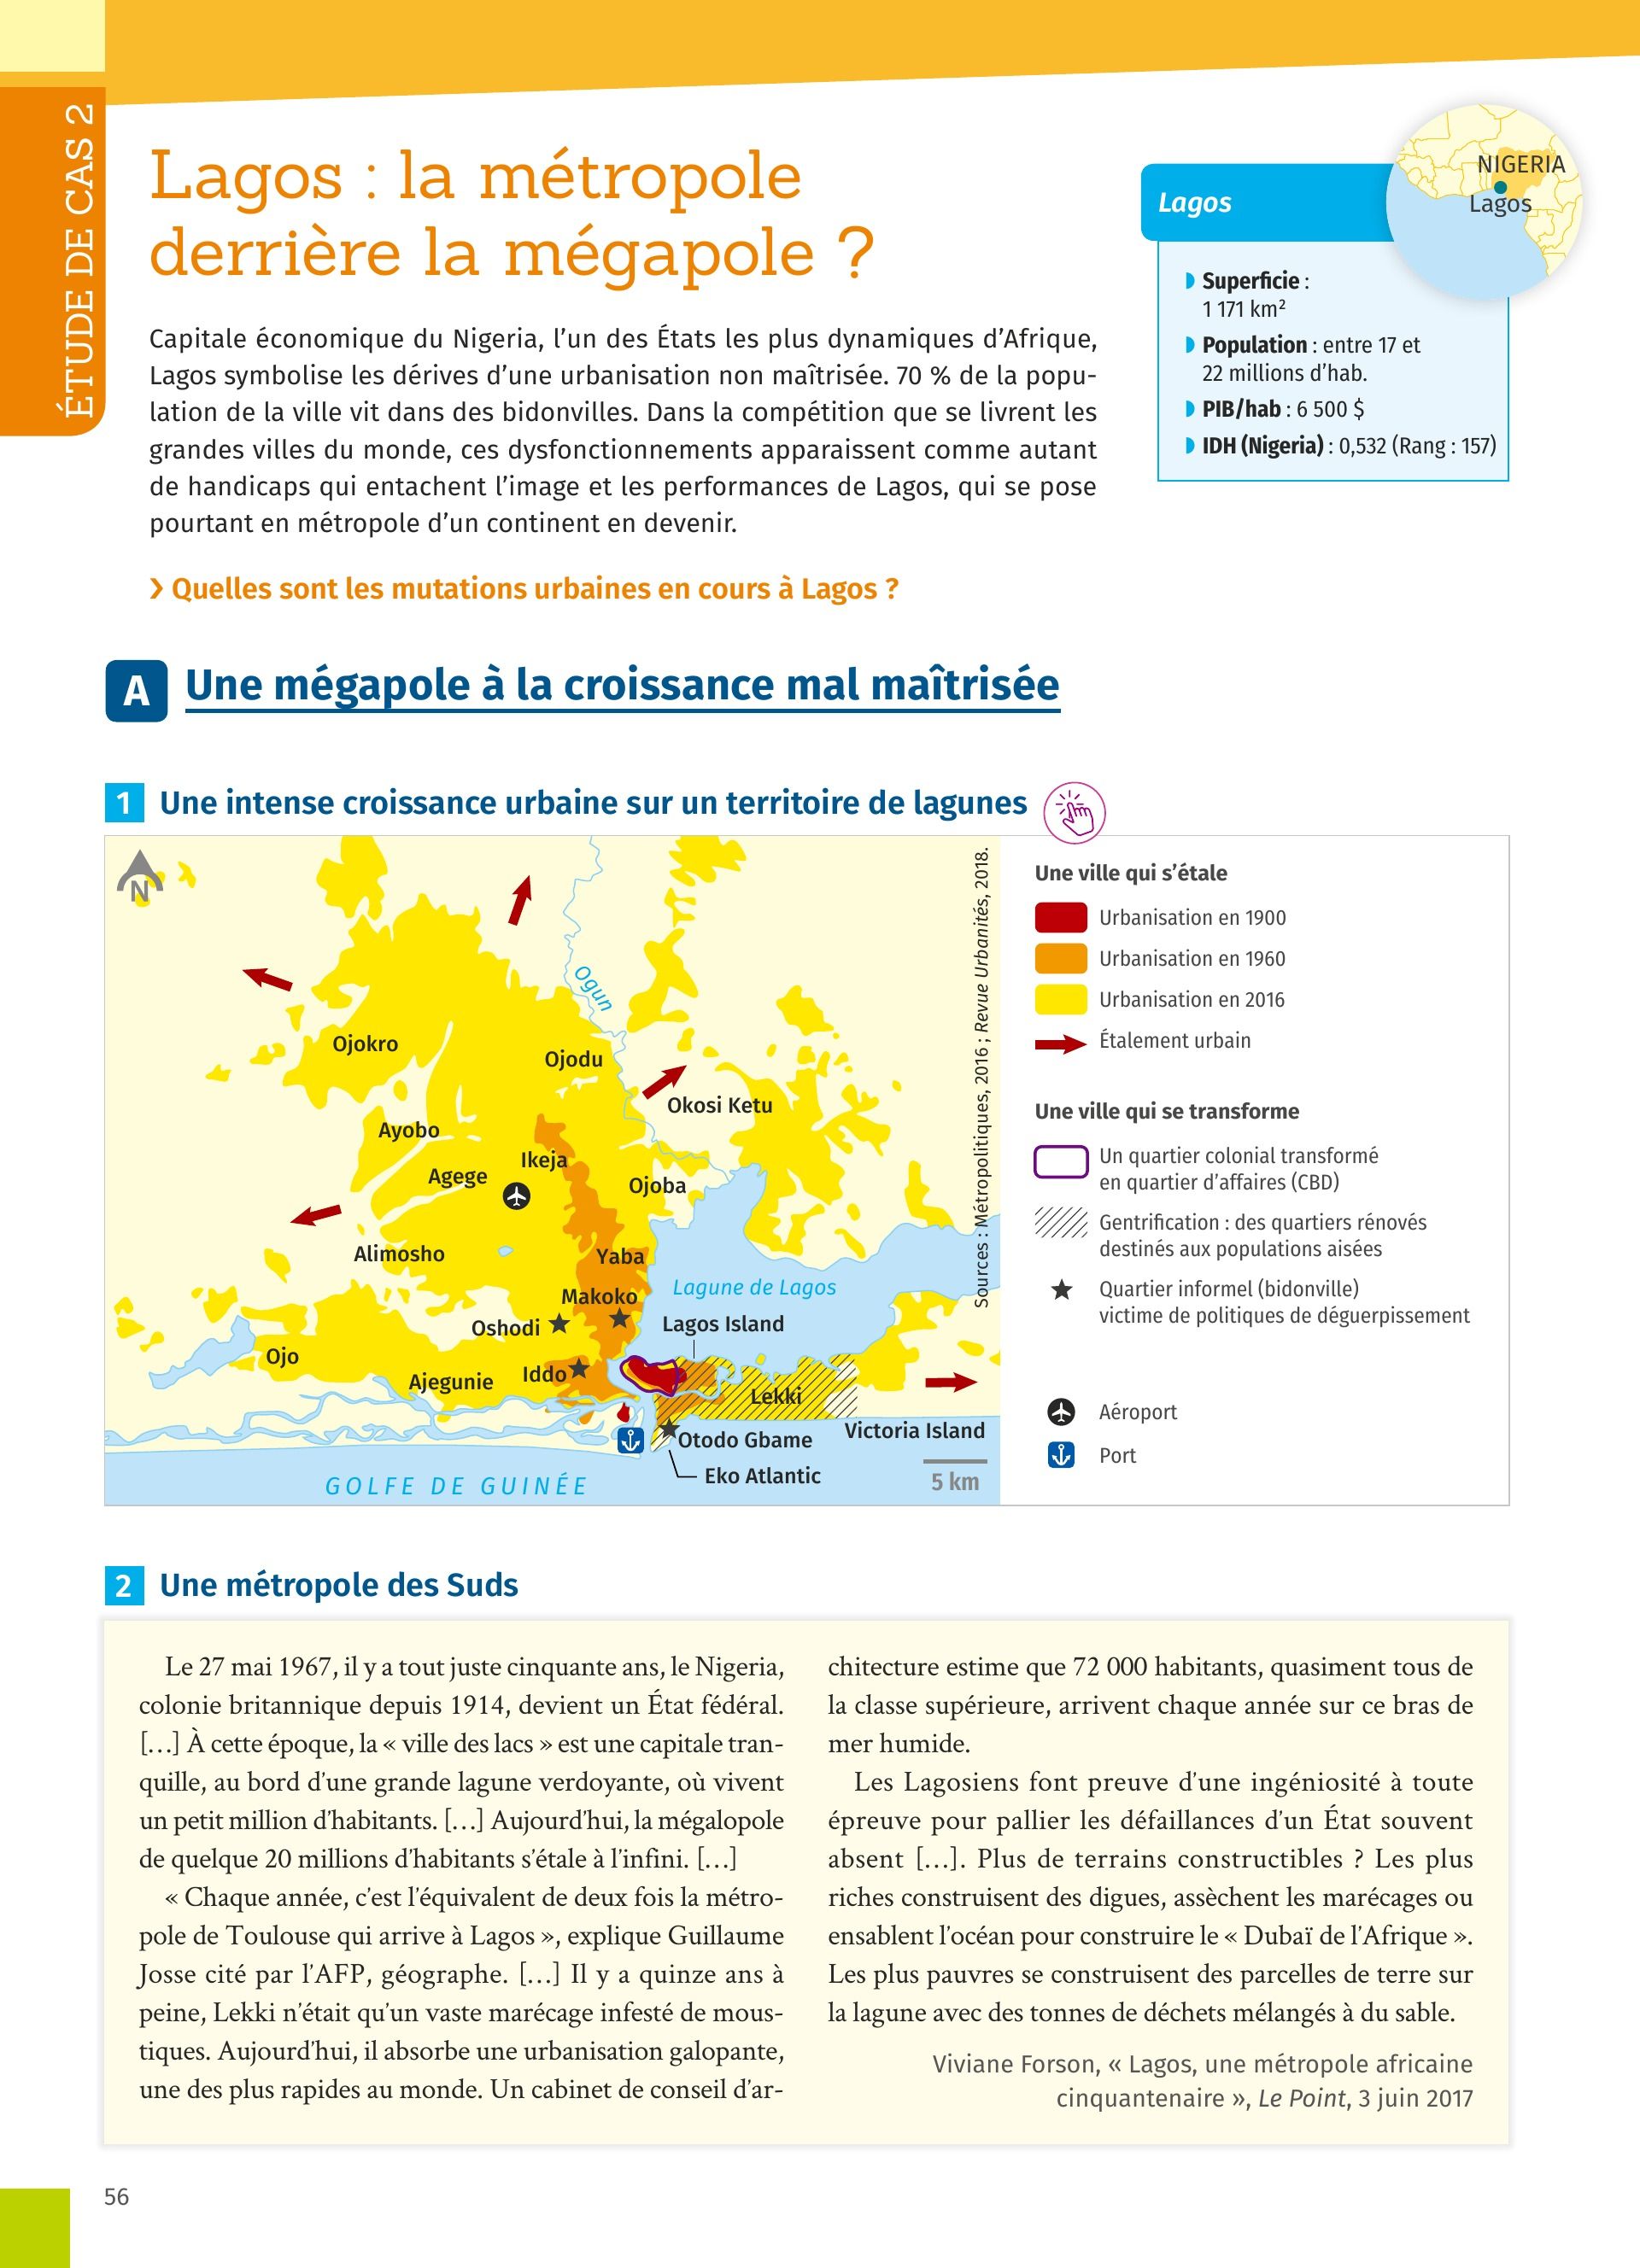 ÉTUDE DE CAS 2
Lagos : la métropole
derrière la mégapole ?
Capitale économique du Nigeria, l’un des États les plus dynamiques d’Afrique,
Lagos symbolise les dérives d’une urbanisation non maîtrisée. 70 % de la popu-
lation de la ville vit dans des bidonvilles. Dans la compétition que se livrent les
grandes villes du monde, ces dysfonctionnements apparaissent comme autant
de handicaps qui entachent l’image et les performances de Lagos, qui se pose
pourtant en métropole d’un continent en devenir.
❯ Quelles sont les mutations urbaines en cours à Lagos ?
Lagos
NIGERIA
Lagos
Superficie :
1 171 km²
Population : entre 17 et
22 millions d’hab.
PIB/hab : 6 500 $
IDH (Nigeria) : 0,532 (Rang : 157)
A Une mégapole à la croissance mal maîtrisée
1 Une intense croissance urbaine sur un territoire de lagunes
N
Ogun
Ojokro
Ojodu
Okosi Ketu
Ayobo
Ikeja
Agege
Ojoba
Alimosho
Yaba
Lagune de Lagos
Makoko
Oshodi
Lagos Island
Ojo
Iddo
Ajegunie
Lekki
Victoria Island
Otodo Gbame
Eko Atlantic
GOLFE DE GUINÉE
5 km
Sources : Métropolitiques, 2016 ; Revue Urbanités, 2018.
Une ville qui s’étale
Urbanisation en 1900
Urbanisation en 1960
Urbanisation en 2016
Étalement urbain
Une ville qui se transforme
Un quartier colonial transformé
en quartier d’affaires (CBD)
Gentrification : des quartiers rénovés
destinés aux populations aisées
Quartier informel (bidonville)
victime de politiques de déguerpissement
Aéroport
Port
2 Une métropole des Suds
Le 27 mai 1967, il y a tout juste cinquante ans, le Nigeria,
colonie britannique depuis 1914, devient un État fédéral.
[…] À cette époque, la « ville des lacs » est une capitale tran-
quille, au bord d’une grande lagune verdoyante, où vivent
un petit million d’habitants. […] Aujourd’hui, la mégalopole
de quelque 20 millions d’habitants s’étale à l’infini. […]
« Chaque année, c’est l’équivalent de deux fois la métro-
pole de Toulouse qui arrive à Lagos », explique Guillaume
Josse cité par l’AFP, géographe. […] Il y a quinze ans à
peine, Lekki n’était qu’un vaste marécage infesté de mous-
tiques. Aujourd’hui, il absorbe une urbanisation galopante,
une des plus rapides au monde. Un cabinet de conseil d’ar-
chitecture estime que 72 000 habitants, quasiment tous de
la classe supérieure, arrivent chaque année sur ce bras de
mer humide.
Les Lagosiens font preuve d’une ingéniosité à toute
épreuve pour pallier les défaillances d’un État souvent
absent […]. Plus de terrains constructibles ? Les plus
riches construisent des digues, assèchent les marécages ou
ensablent l’océan pour construire le « Dubaï de l’Afrique ».
Les plus pauvres se construisent des parcelles de terre sur
la lagune avec des tonnes de déchets mélangés à du sable.
Viviane Forson, « Lagos, une métropole africaine
cinquantenaire », Le Point, 3 juin 2017
56